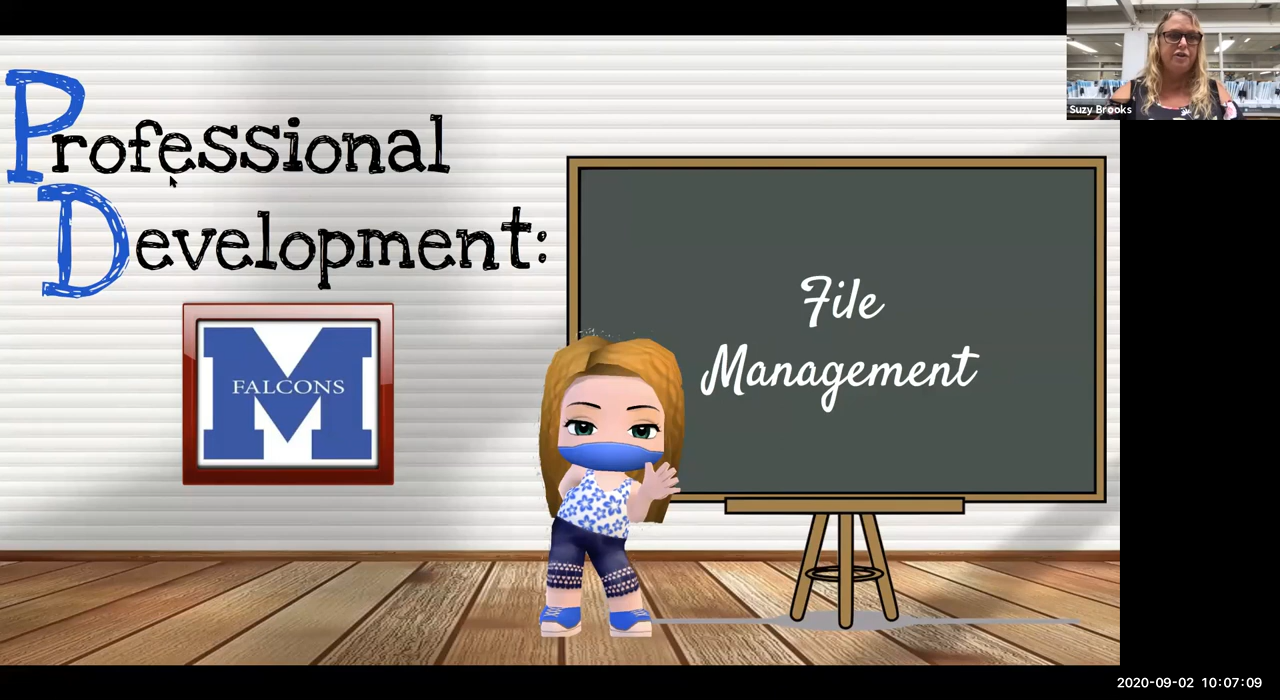 Professional
Development:
FALCONS
File
Management
Suzy Brooks
2020-09-02 10:07:09